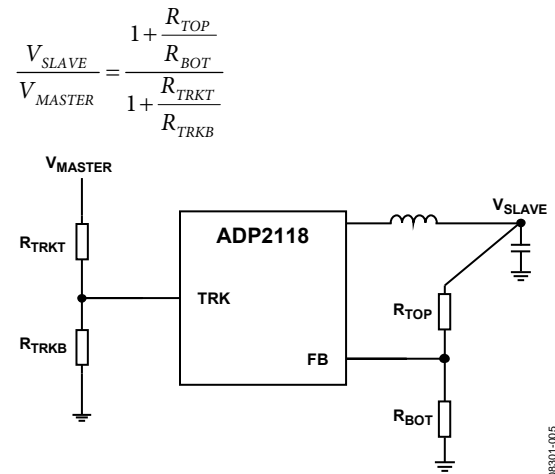 V_SLAVE / V_MASTER = (1 + R_TOP / R_BOT) / (1 + R_TRKT / R_TRKB)
V_MASTER
V_SLAVE
ADP2118
R_TRKT
TRK
R_TOP
R_TRKB
FB
R_BOT
08301-005